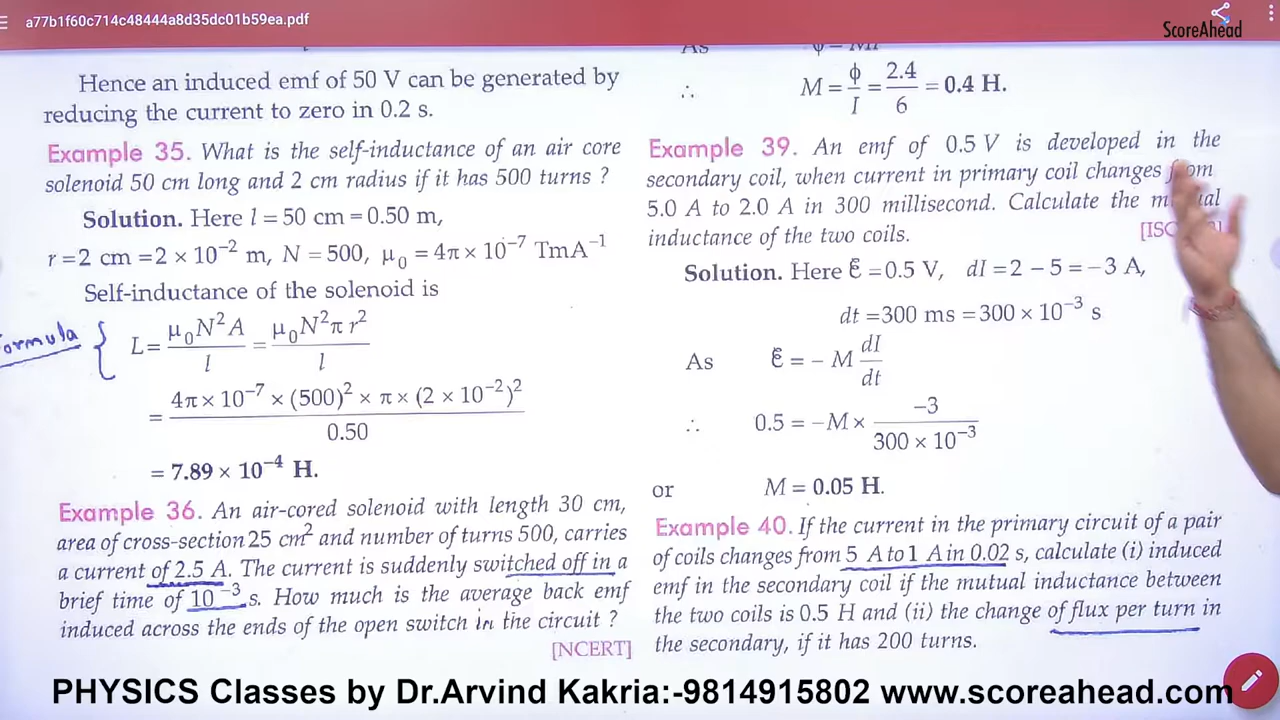 a77b1f60c714c48444a8d35dc01b59ea.pdf
ScoreAhead
Hence an induced emf of 50 V can be generated by
reducing the current to zero in 0.2 s.
Example 35. What is the self-inductance of an air core
solenoid 50 cm long and 2 cm radius if it has 500 turns ?
Solution. Here l = 50 cm = 0.50 m,
r = 2 cm = 2 × 10⁻² m, N = 500, μ₀ = 4π × 10⁻⁷ TmA⁻¹
Self-inductance of the solenoid is
Formula { L = μ₀N²A / l = μ₀N²πr² / l
= 4π × 10⁻⁷ × (500)² × π × (2 × 10⁻²)² / 0.50
= 7.89 × 10⁻⁴ H.
Example 36. An air-cored solenoid with length 30 cm,
area of cross-section 25 cm² and number of turns 500, carries
a current of 2.5 A. The current is suddenly switched off in a
brief time of 10⁻³ s. How much is the average back emf
induced across the ends of the open switch in the circuit ?
[NCERT]
As
∴ M = ϕ / I = 2.4 / 6 = 0.4 H.
Example 39. An emf of 0.5 V is developed in the
secondary coil, when current in primary coil changes from
5.0 A to 2.0 A in 300 millisecond. Calculate the mutual
inductance of the two coils.
Solution. Here ℰ = 0.5 V, dI = 2 − 5 = −3 A,
dt = 300 ms = 300 × 10⁻³ s
As ℰ = − M dI / dt
∴ 0.5 = −M × −3 / 300 × 10⁻³
or M = 0.05 H.
Example 40. If the current in the primary circuit of a pair
of coils changes from 5 A to 1 A in 0.02 s, calculate (i) induced
emf in the secondary coil if the mutual inductance between
the two coils is 0.5 H and (ii) the change of flux per turn in
the secondary, if it has 200 turns.
PHYSICS Classes by Dr.Arvind Kakria:-9814915802 www.scoreahead.com